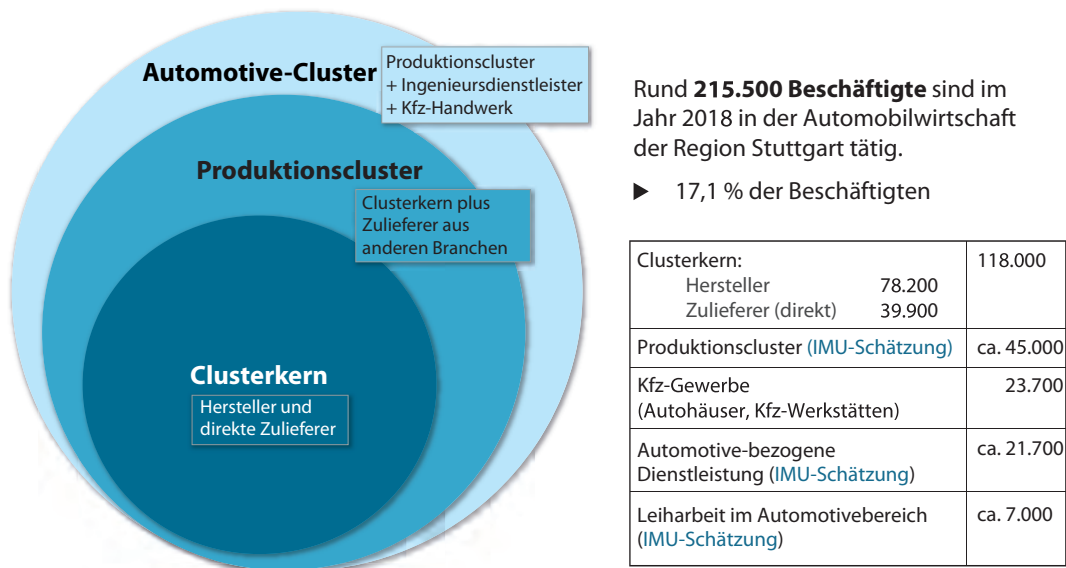 Automotive-Cluster
Produktionscluster
+ Ingenieursdienstleister
+ Kfz-Handwerk
Produktionscluster
Clusterkern plus
Zulieferer aus
anderen Branchen
Clusterkern
Hersteller und
direkte Zulieferer
Rund 215.500 Beschäftigte sind im
Jahr 2018 in der Automobilwirtschaft
der Region Stuttgart tätig.
▶ 17,1 % der Beschäftigten
Clusterkern: 118.000
Hersteller 78.200
Zulieferer (direkt) 39.900
Produktionscluster (IMU-Schätzung) ca. 45.000
Kfz-Gewerbe 23.700
(Autohäuser, Kfz-Werkstätten)
Automotive-bezogene ca. 21.700
Dienstleistung (IMU-Schätzung)
Leiharbeit im Automotivebereich ca. 7.000
(IMU-Schätzung)